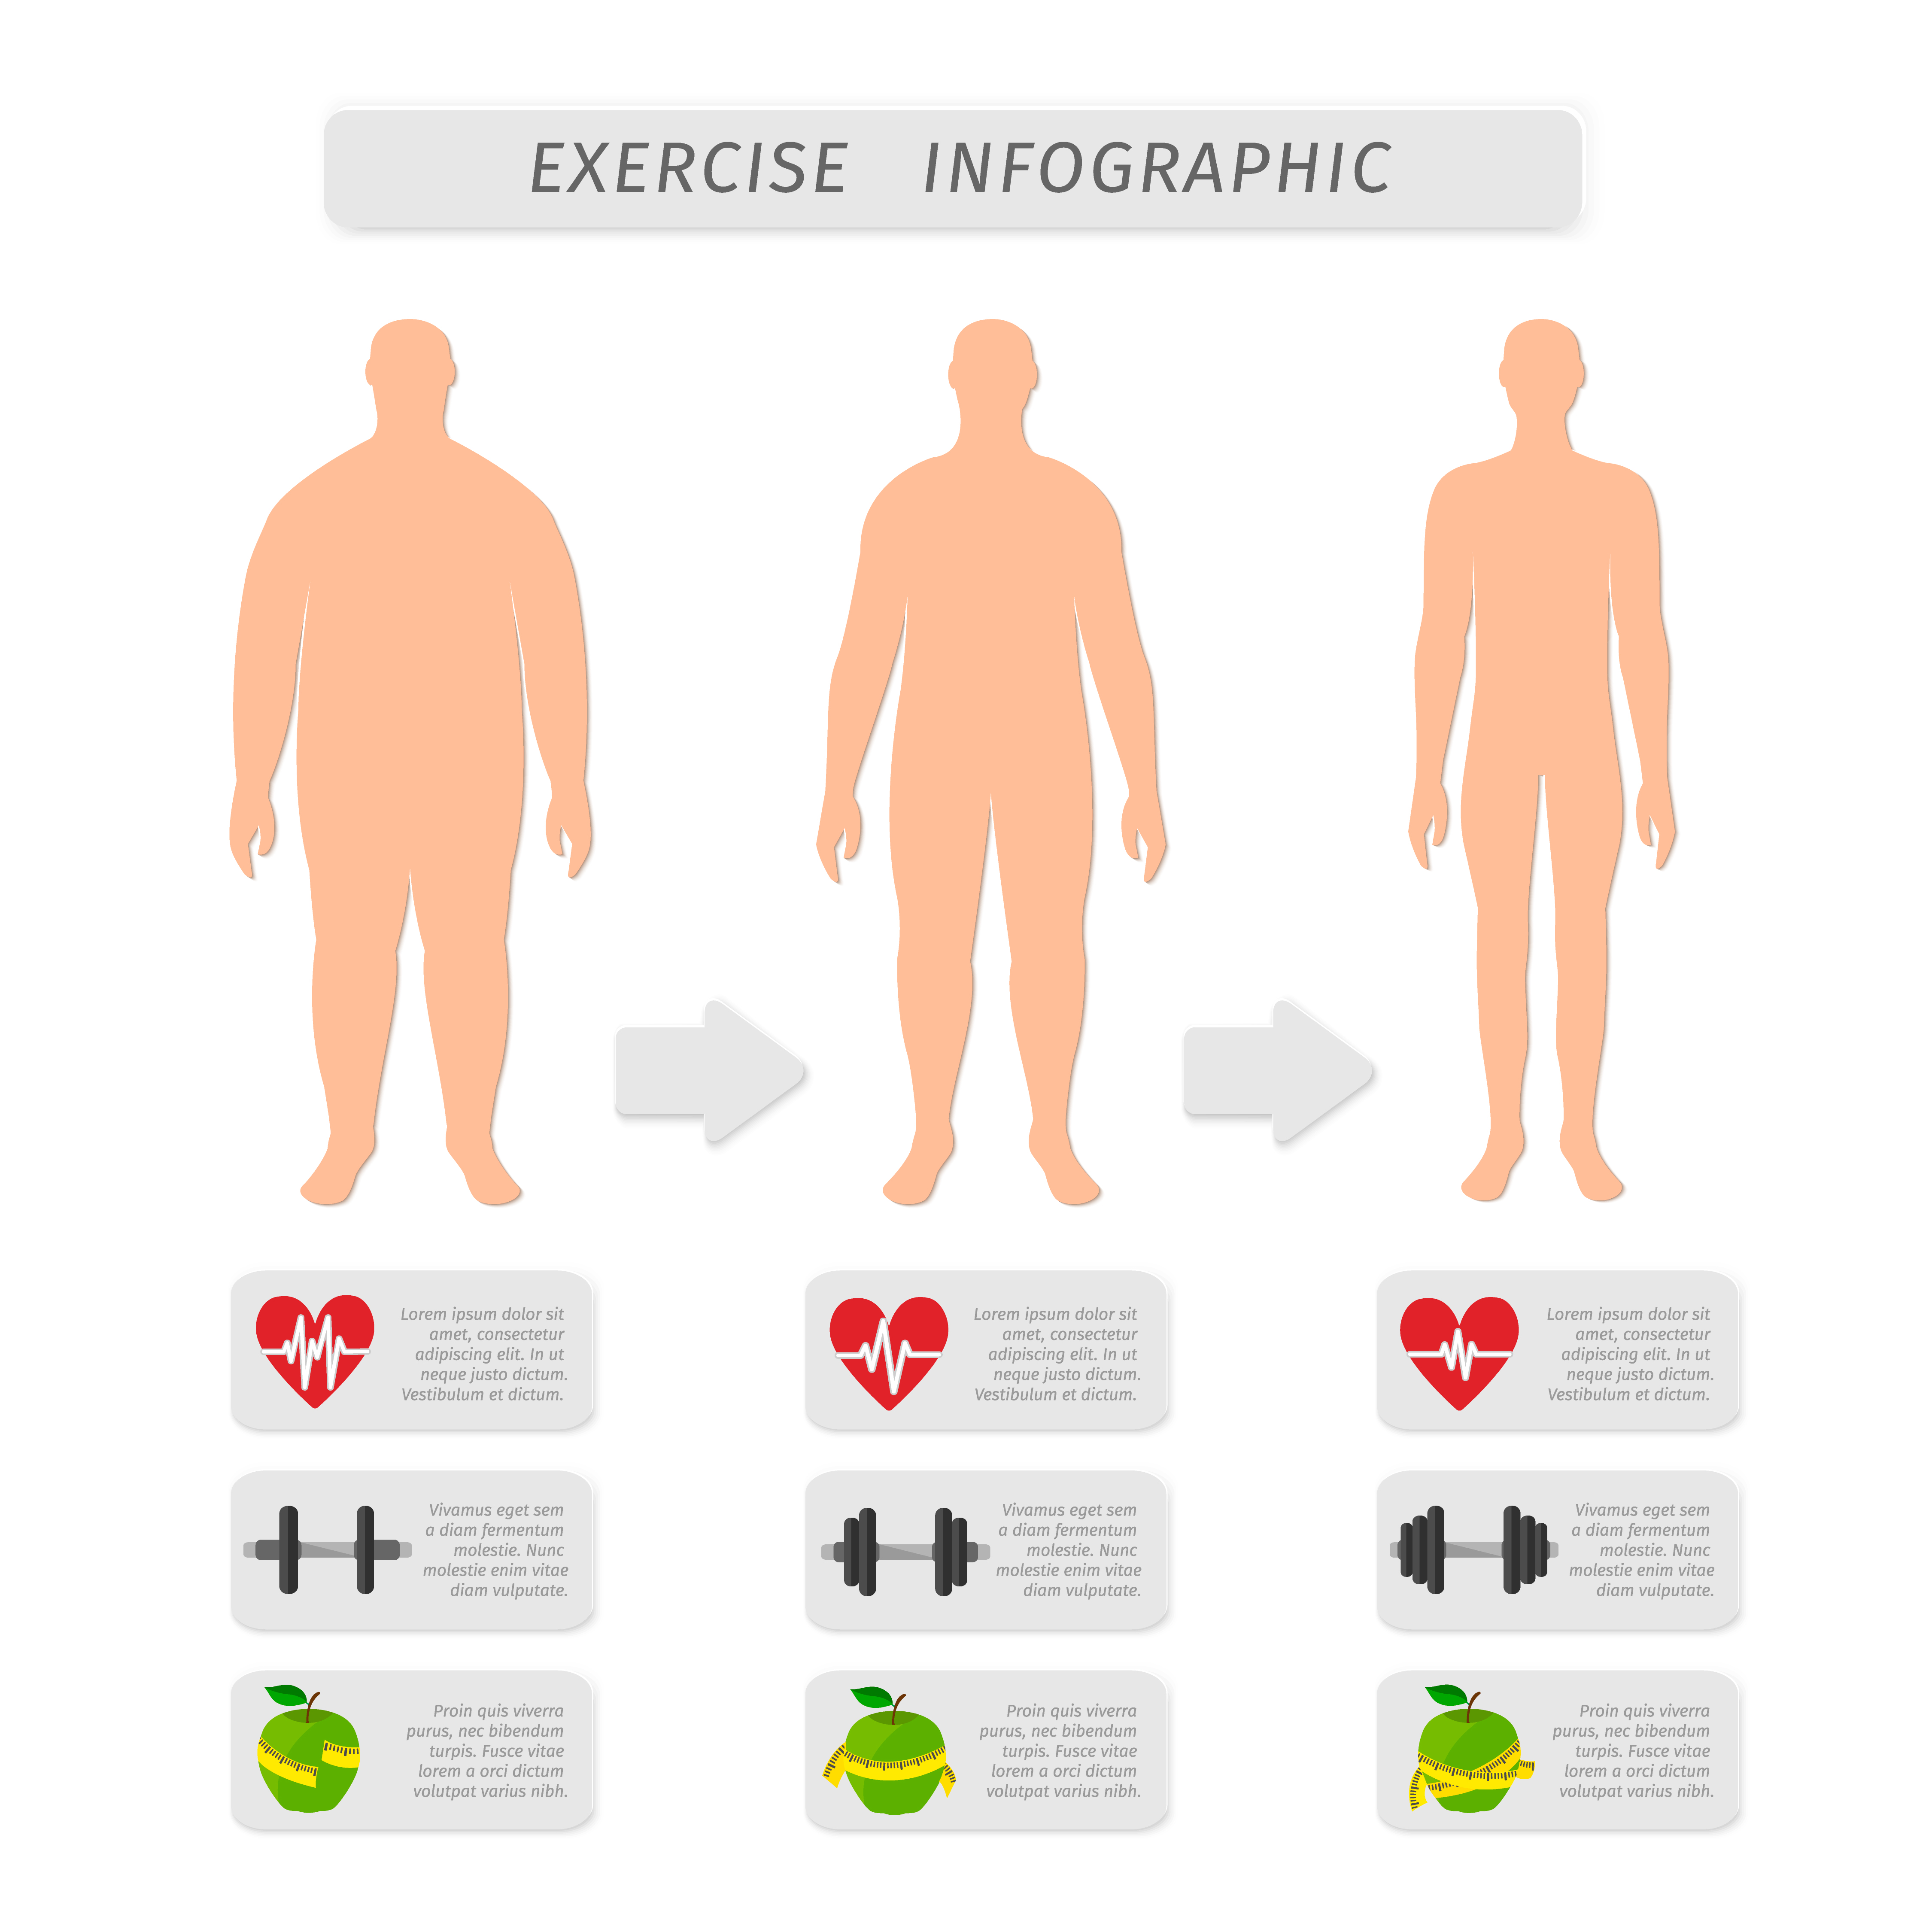 EXERCISE INFOGRAPHIC
Lorem ipsum dolor sit
amet, consectetur
adipiscing elit. In ut
neque justo dictum.
Vestibulum et dictum.
Lorem ipsum dolor sit
amet, consectetur
adipiscing elit. In ut
neque justo dictum.
Vestibulum et dictum.
Lorem ipsum dolor sit
amet, consectetur
adipiscing elit. In ut
neque justo dictum.
Vestibulum et dictum.
Vivamus eget sem
a diam fermentum
molestie. Nunc
molestie enim vitae
diam vulputate.
Vivamus eget sem
a diam fermentum
molestie. Nunc
molestie enim vitae
diam vulputate.
Vivamus eget sem
a diam fermentum
molestie. Nunc
molestie enim vitae
diam vulputate.
Proin quis viverra
purus, nec bibendum
turpis. Fusce vitae
lorem a orci dictum
volutpat varius nibh.
Proin quis viverra
purus, nec bibendum
turpis. Fusce vitae
lorem a orci dictum
volutpat varius nibh.
Proin quis viverra
purus, nec bibendum
turpis. Fusce vitae
lorem a orci dictum
volutpat varius nibh.